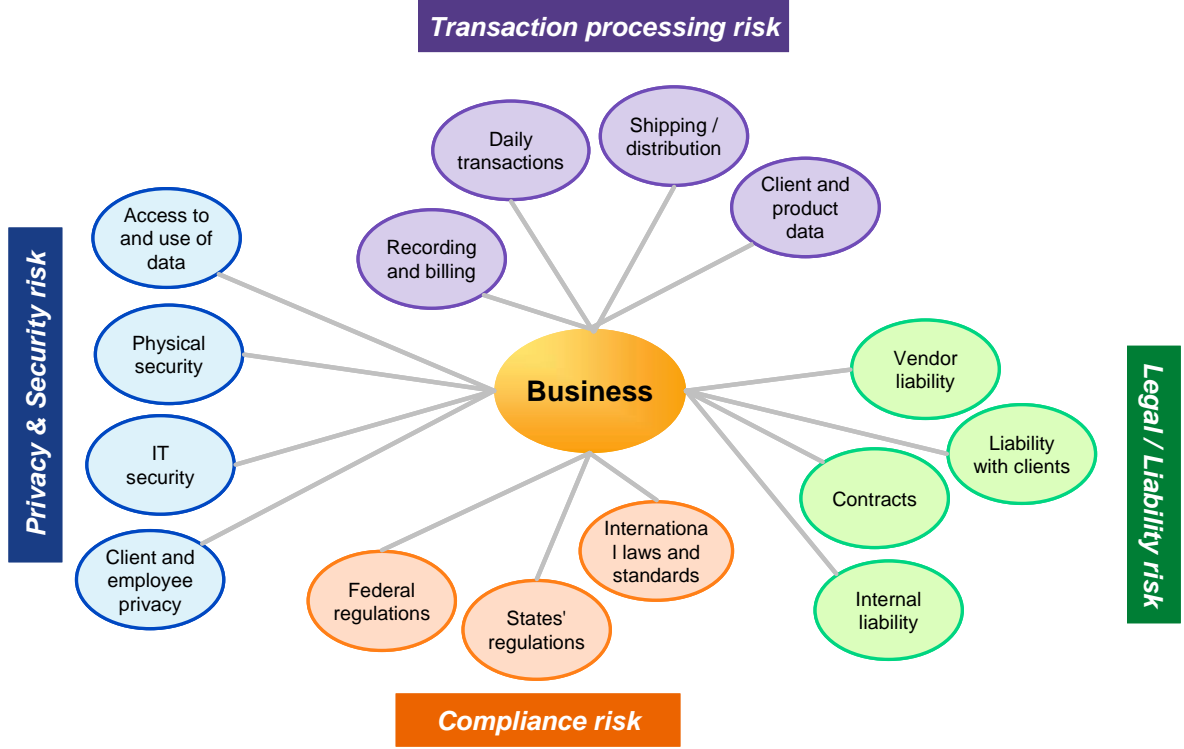 Transaction processing risk
Daily
transactions
Shipping /
distribution
Client and
product
data
Recording
and billing
Privacy & Security risk
Access to
and use of
data
Physical
security
IT
security
Client and
employee
privacy
Business
Vendor
liability
Liability
with clients
Contracts
Internal
liability
Legal / Liability risk
Internationa
l laws and
standards
Federal
regulations
States'
regulations
Compliance risk